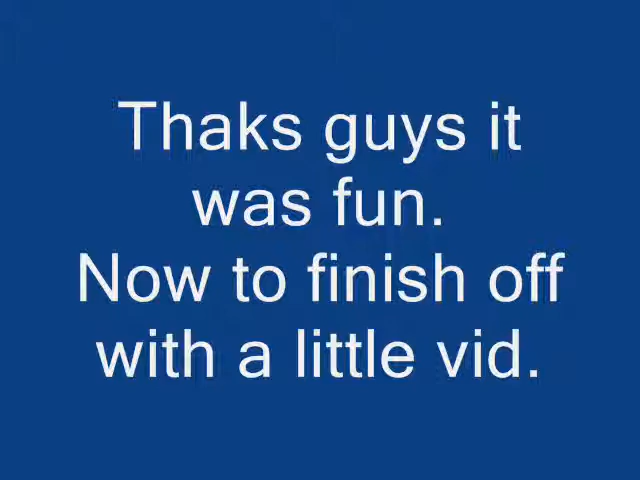 Thaks guys it
was fun.
Now to finish off
with a little vid.